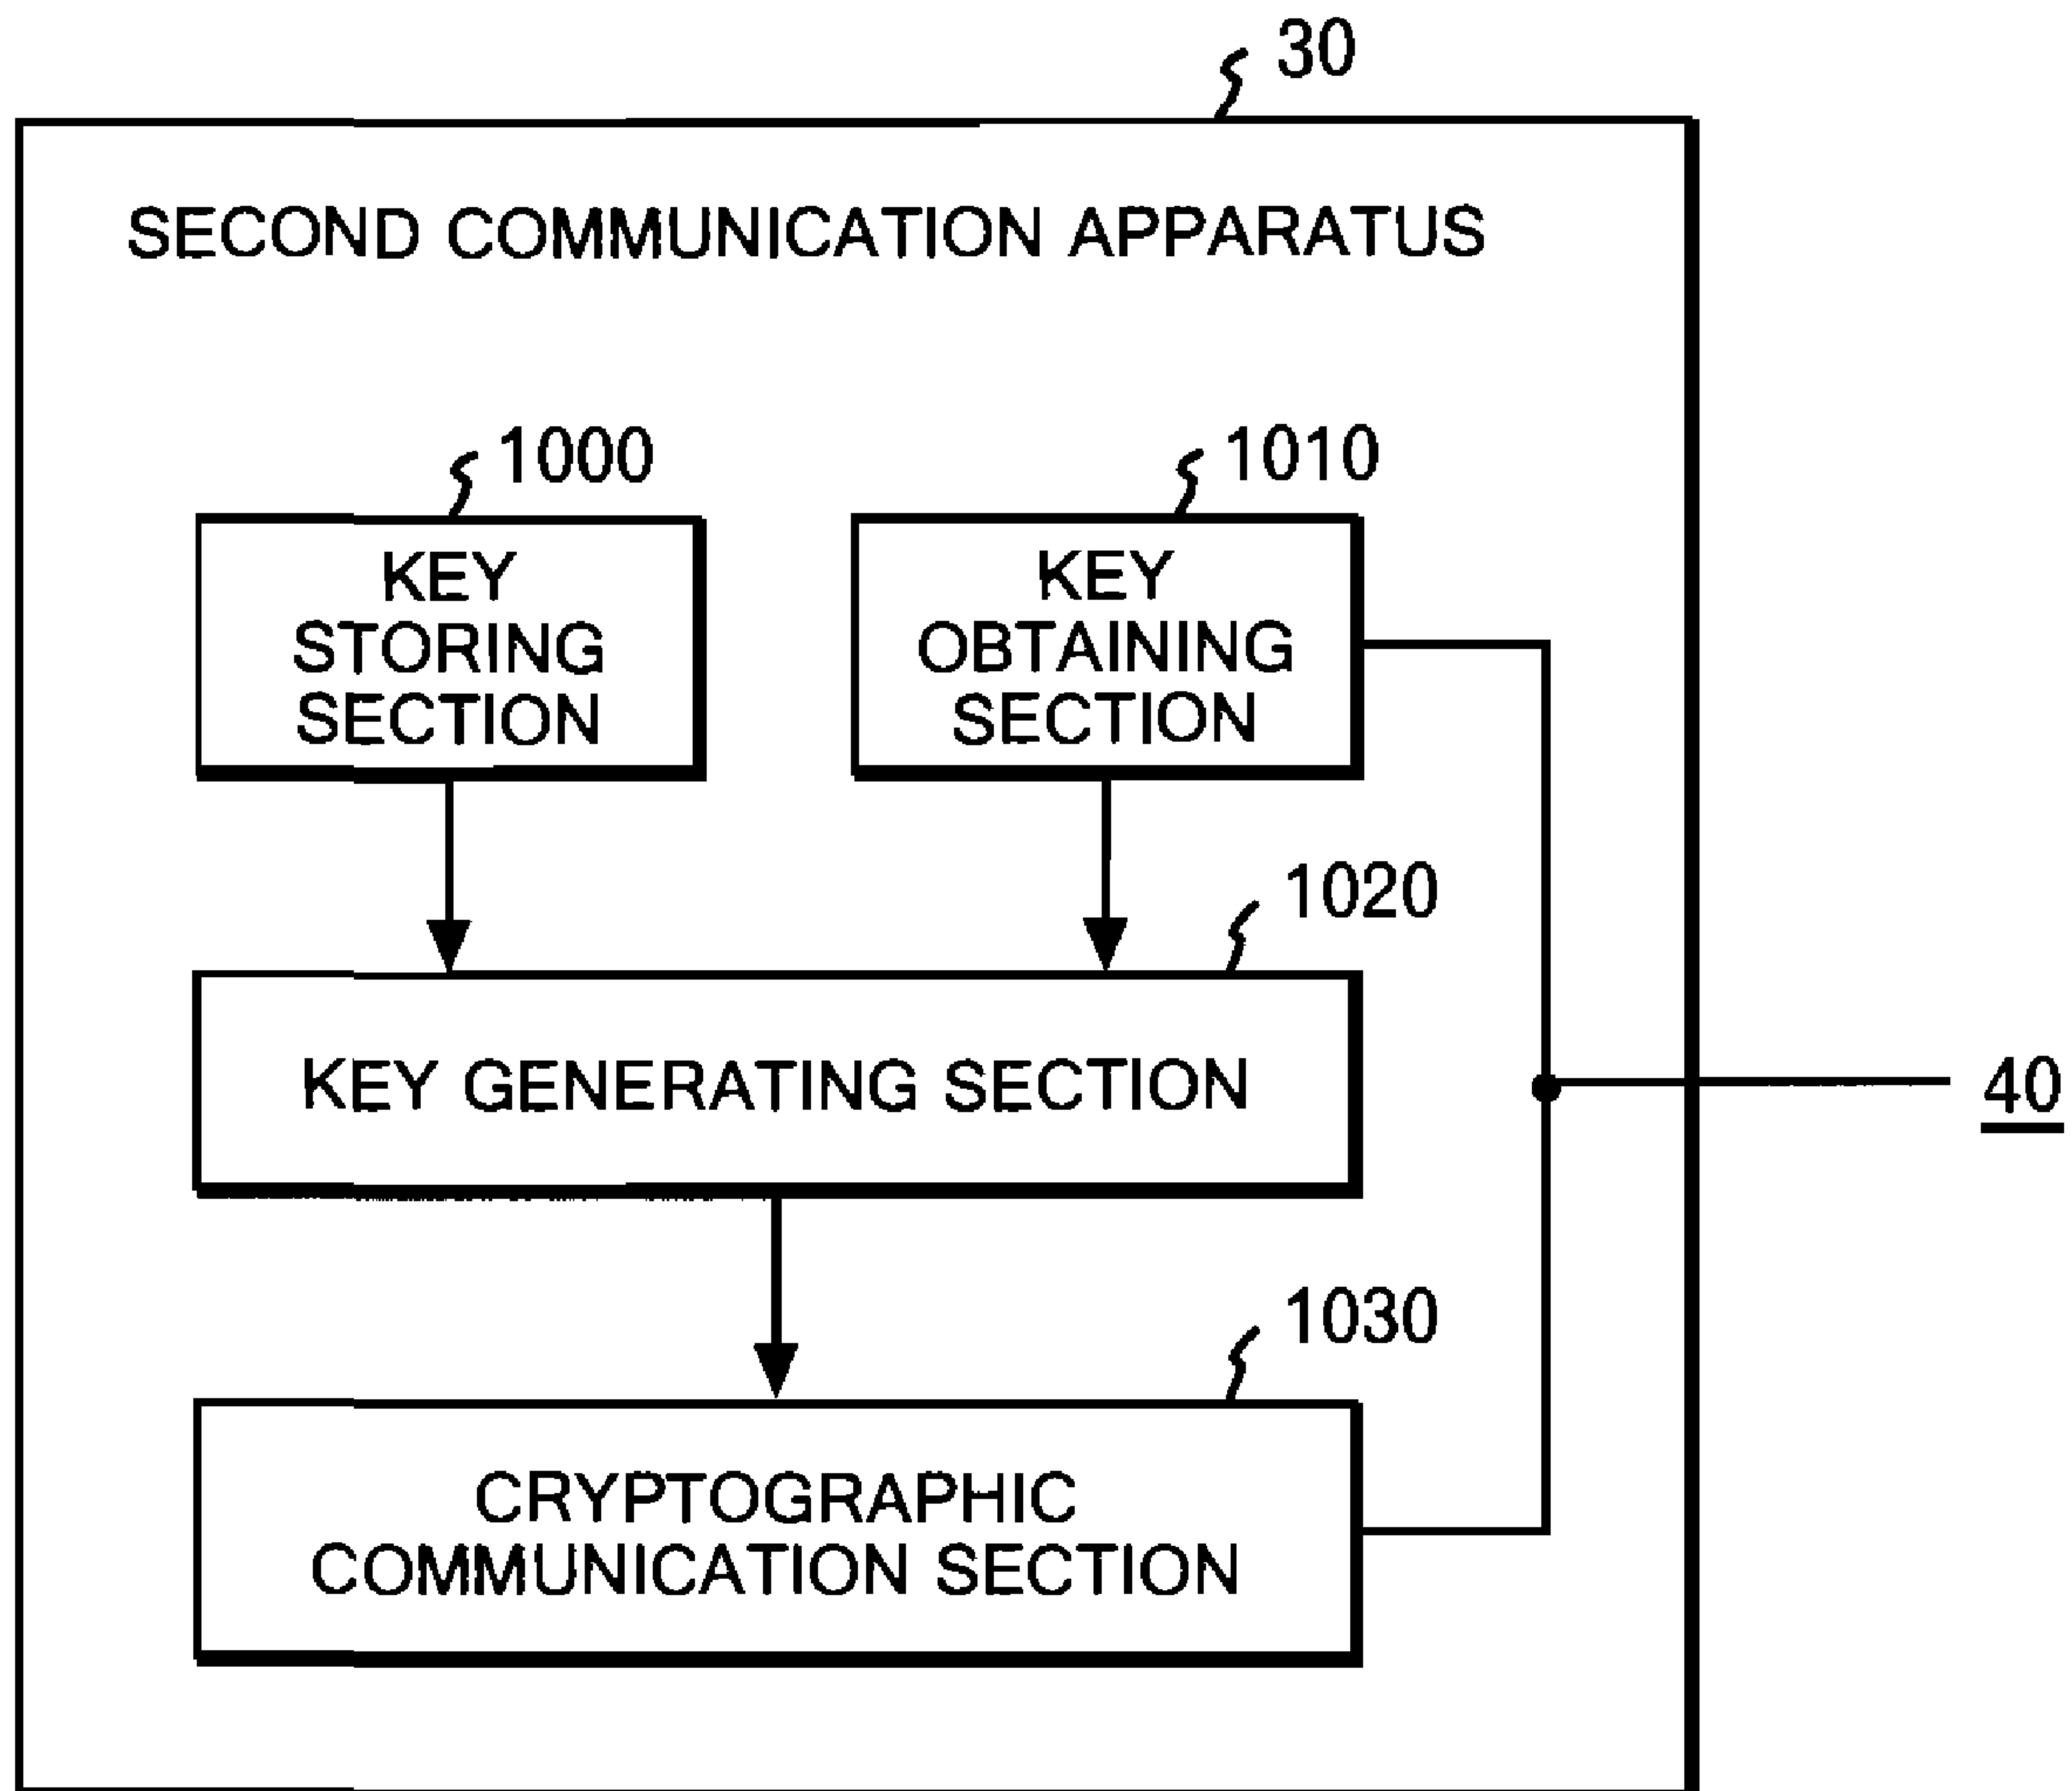 30
SECOND COMMUNICATION APPARATUS
1000
1010
KEY
STORING
SECTION
KEY
OBTAINING
SECTION
1020
KEY GENERATING SECTION
40
1030
CRYPTOGRAPHIC
COMMUNICATION SECTION